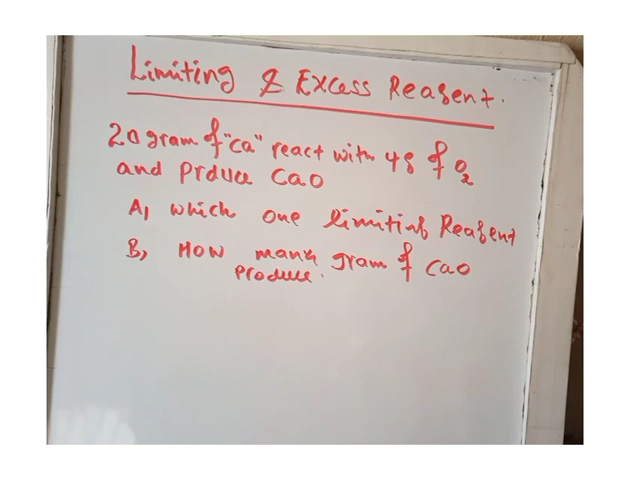 Limiting & Excess Reagent.
20 gram of "ca" react with 4g of O2
and prduce CaO
A, which one limiting Reagent
B, How many gram of cao
produce.